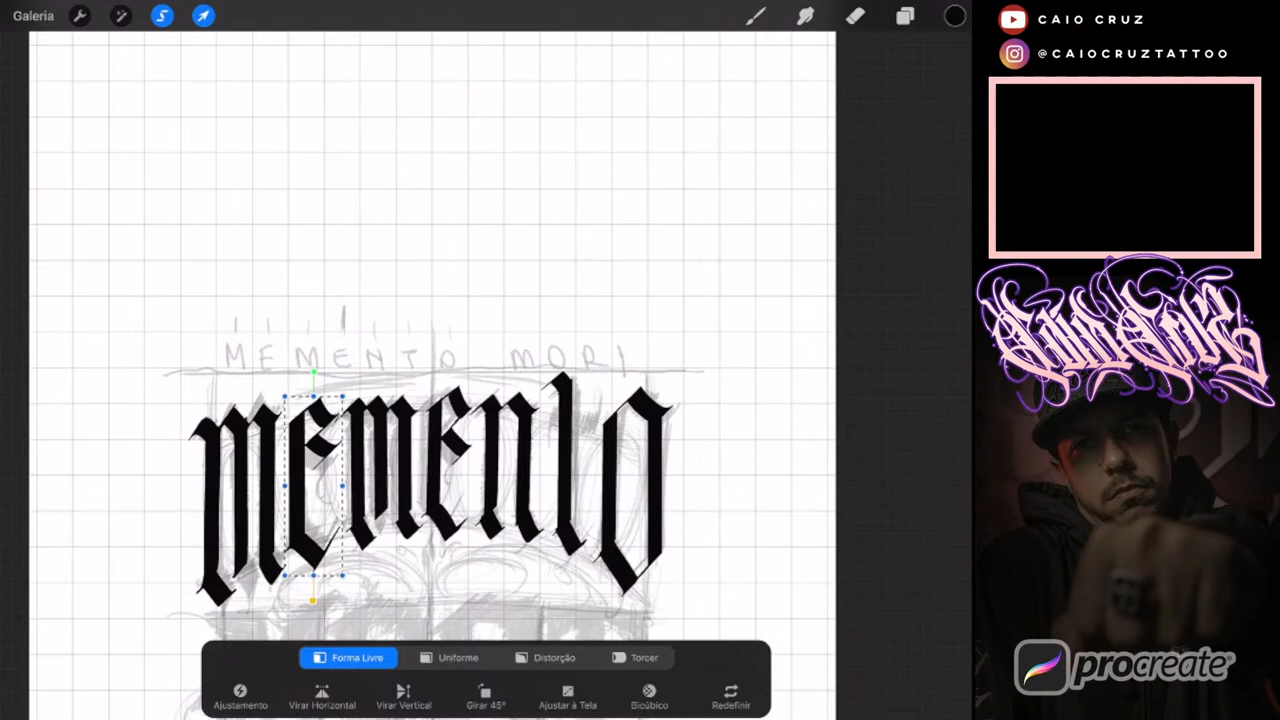 Galeria
CAIO CRUZ
@CAIOCRUZTATTOO
MEMENTO MORI
MEMENTO
Forma Livre
Uniforme
Distorção
Torcer
Ajustamento
Virar Horizontal
Virar Vertical
Girar 45°
Ajustar à Tela
Bicúbico
Redefinir
procreate